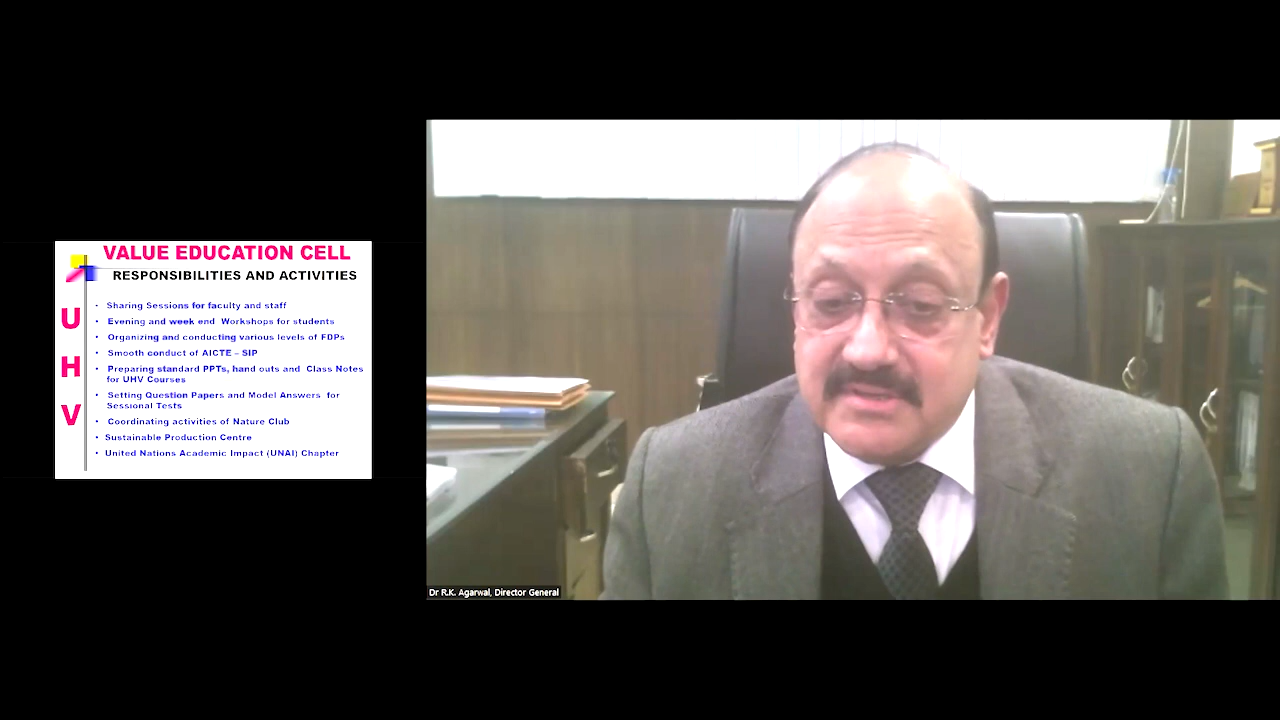 VALUE EDUCATION CELL
RESPONSIBILITIES AND ACTIVITIES
U
H
V
• Sharing Sessions for faculty and staff
• Evening and week end Workshops for students
• Organizing and conducting various levels of FDPs
• Smooth conduct of AICTE – SIP
• Preparing standard PPTs, hand outs and Class Notes
for UHV Courses
• Setting Question Papers and Model Answers for
Sessional Tests
• Coordinating activities of Nature Club
• Sustainable Production Centre
• United Nations Academic Impact (UNAI) Chapter
Dr R.K. Agarwal, Director General